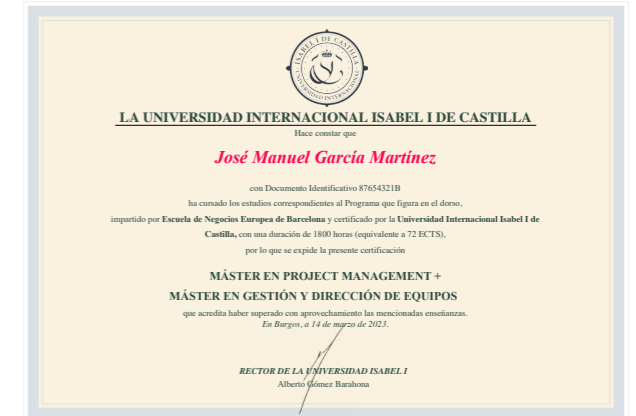 ISABEL I DE CASTILLA
UNIVERSIDAD INTERNACIONAL
LA UNIVERSIDAD INTERNACIONAL ISABEL I DE CASTILLA
Hace constar que
José Manuel García Martínez
con Documento Identificativo 87654321B
ha cursado los estudios correspondientes al Programa que figura en el dorso,
impartido por Escuela de Negocios Europea de Barcelona y certificado por la Universidad Internacional Isabel I de
Castilla, con una duración de 1800 horas (equivalente a 72 ECTS),
por lo que se expide la presente certificación
MÁSTER EN PROJECT MANAGEMENT +
MÁSTER EN GESTIÓN Y DIRECCIÓN DE EQUIPOS
que acredita haber superado con aprovechamiento las mencionadas enseñanzas.
En Burgos, a 14 de marzo de 2023.
RECTOR DE LA UNIVERSIDAD ISABEL I
Alberto Gómez Barahona